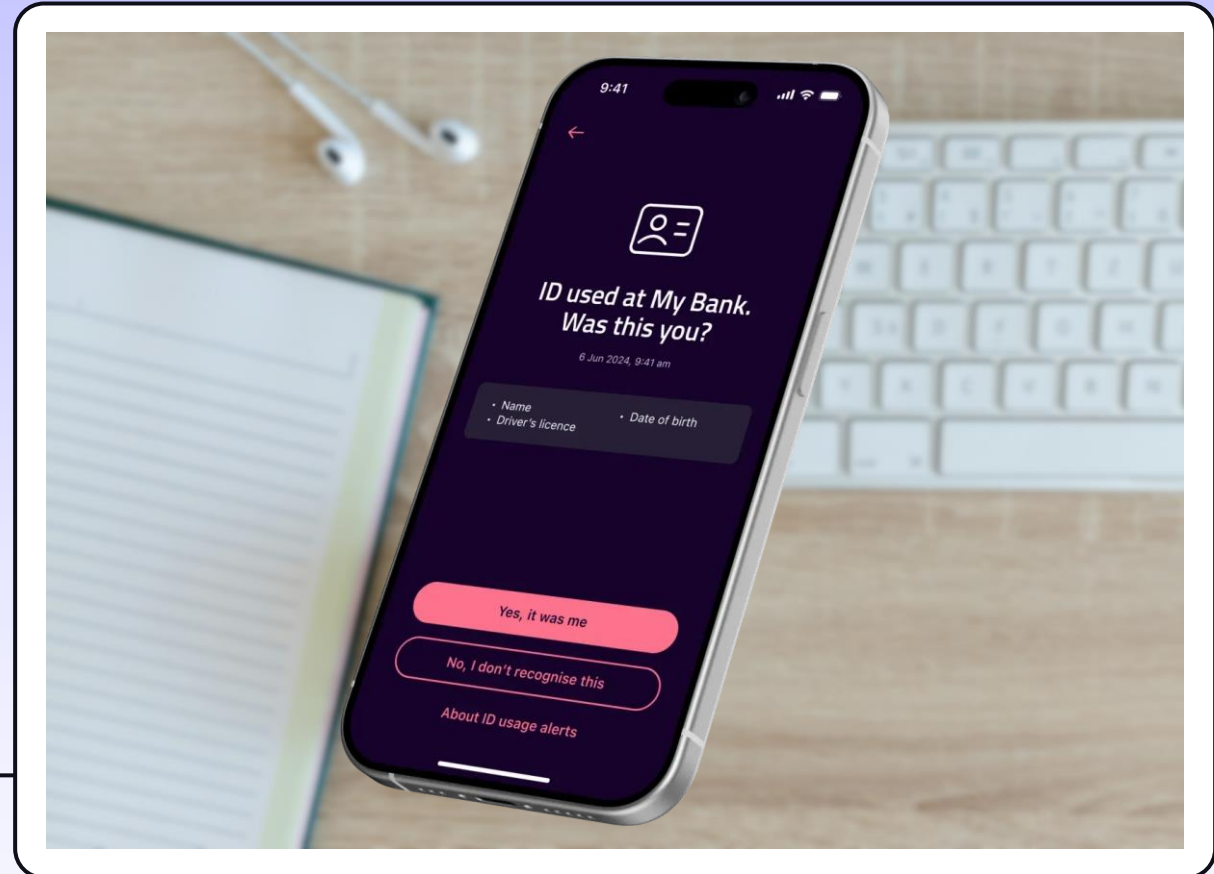 9:41
ID used at My Bank.
Was this you?
6 Jun 2024, 9:41 am
• Name
• Date of birth
• Driver's licence
Yes, it was me
No, I don't recognise this
About ID usage alerts